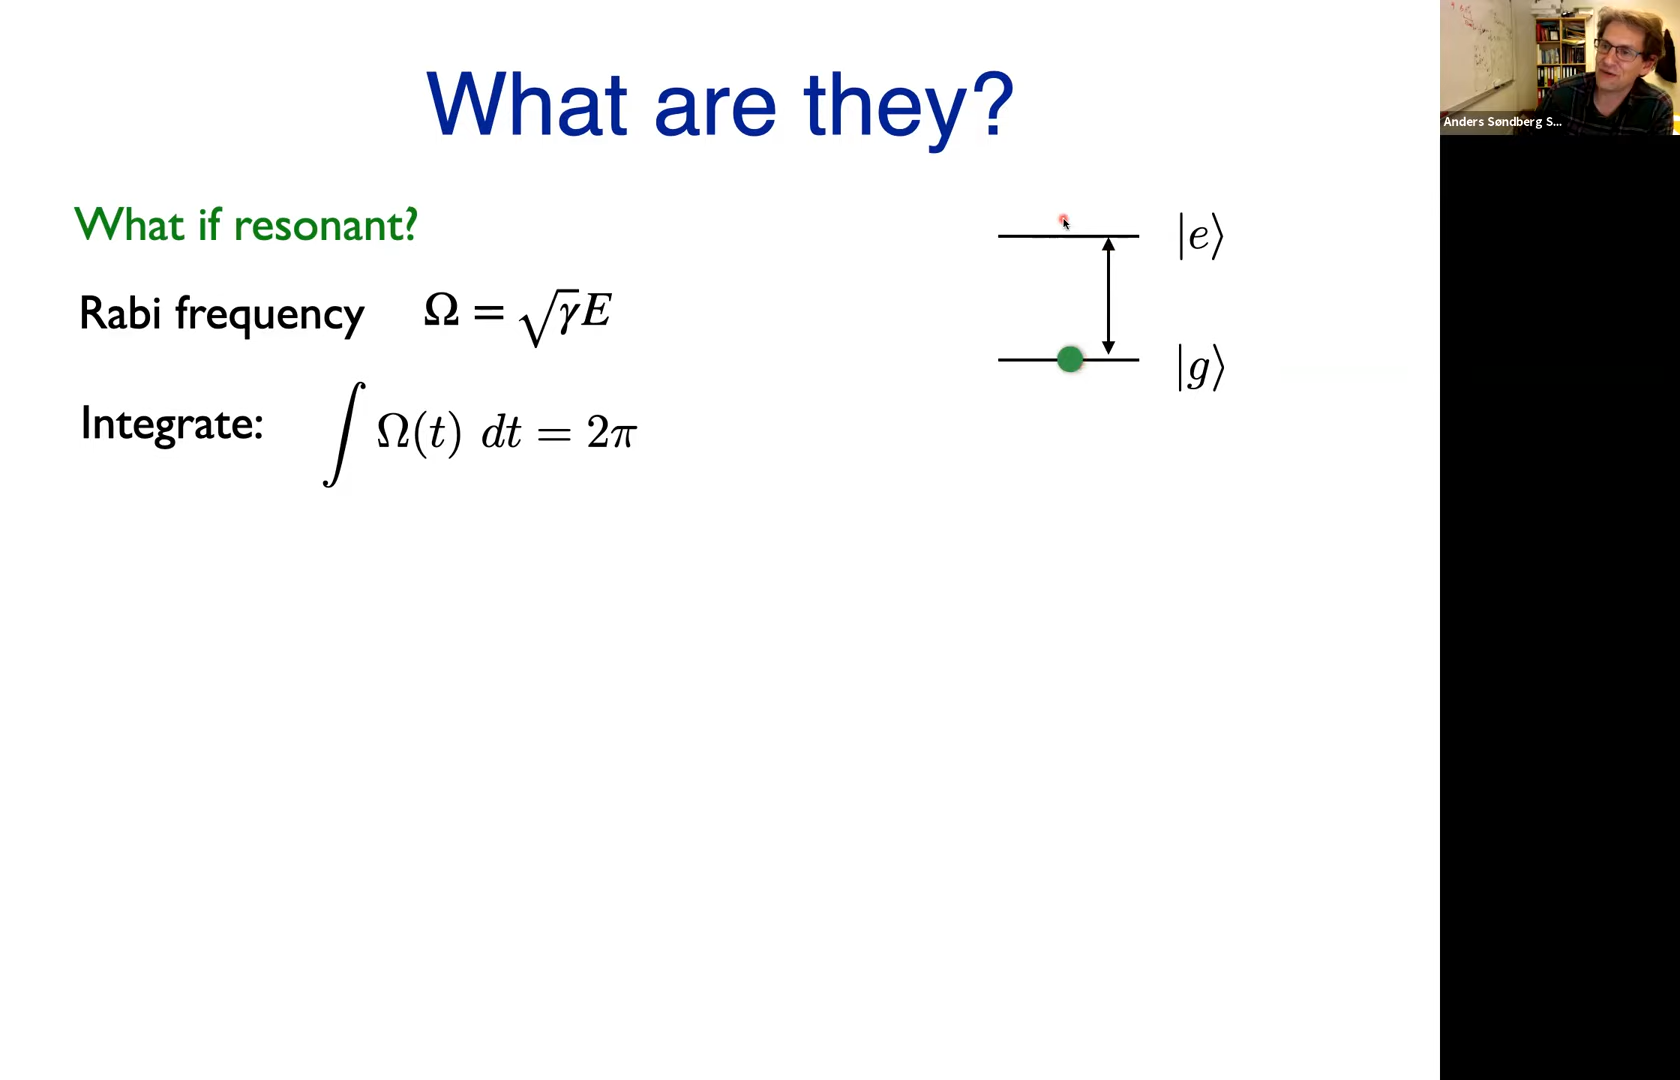 What are they?
What if resonant?
Rabi frequency Ω = √γE
Integrate: ∫ Ω(t) dt = 2π
|e⟩
|g⟩
Anders Søndberg S...